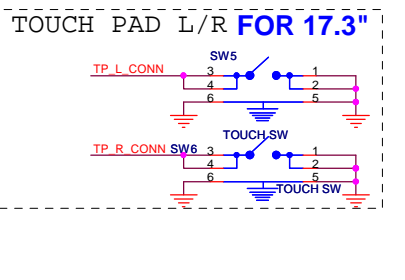 TOUCH PAD L/R FOR 17.3"
SW5
TP_L_CONN 3 1
4 2
6 5
TOUCH SW
TP_R_CONN SW6 3 1
4 2
6 5
TOUCH SW